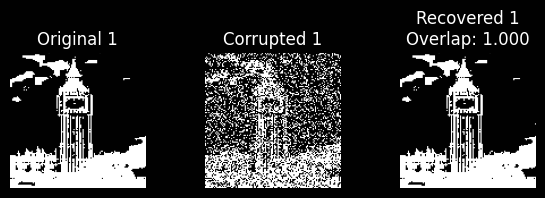 Original 1
Corrupted 1
Recovered 1
Overlap: 1.000